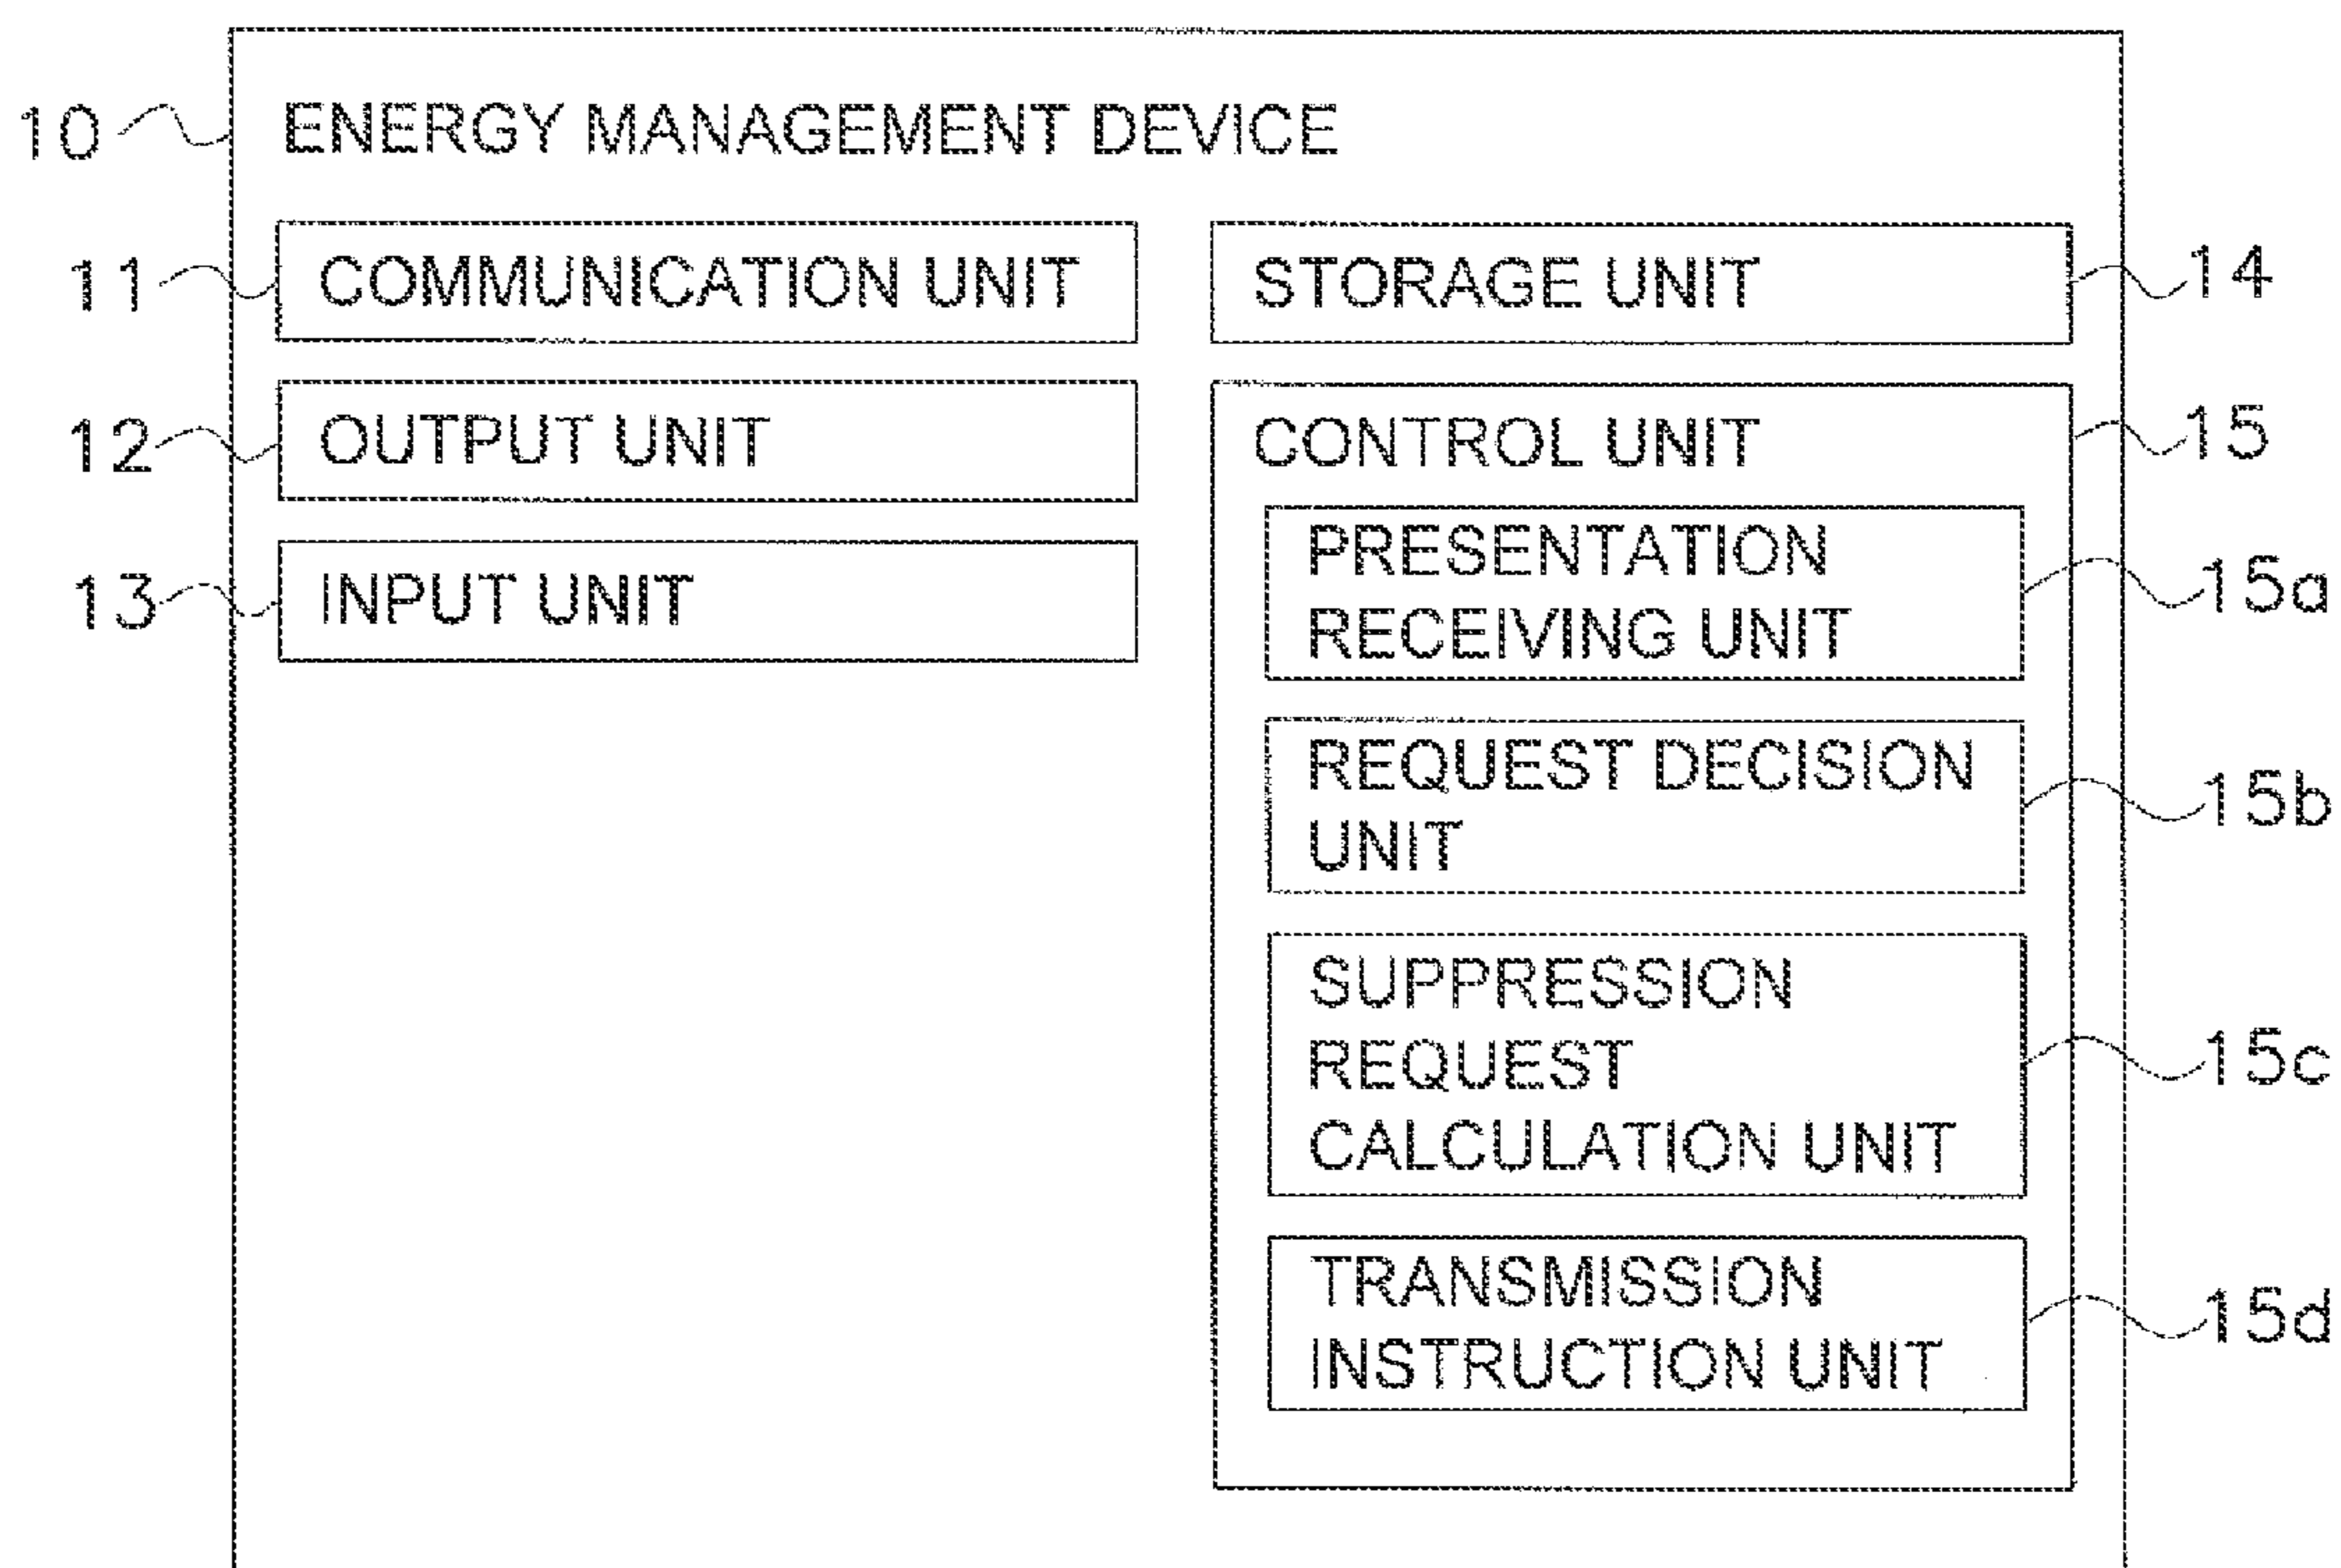 10 ENERGY MANAGEMENT DEVICE
11 COMMUNICATION UNIT
12 OUTPUT UNIT
13 INPUT UNIT
STORAGE UNIT 14
CONTROL UNIT 15
PRESENTATION
RECEIVING UNIT 15a
REQUEST DECISION
UNIT 15b
SUPPRESSION
REQUEST 15c
CALCULATION UNIT
TRANSMISSION
INSTRUCTION UNIT 15d